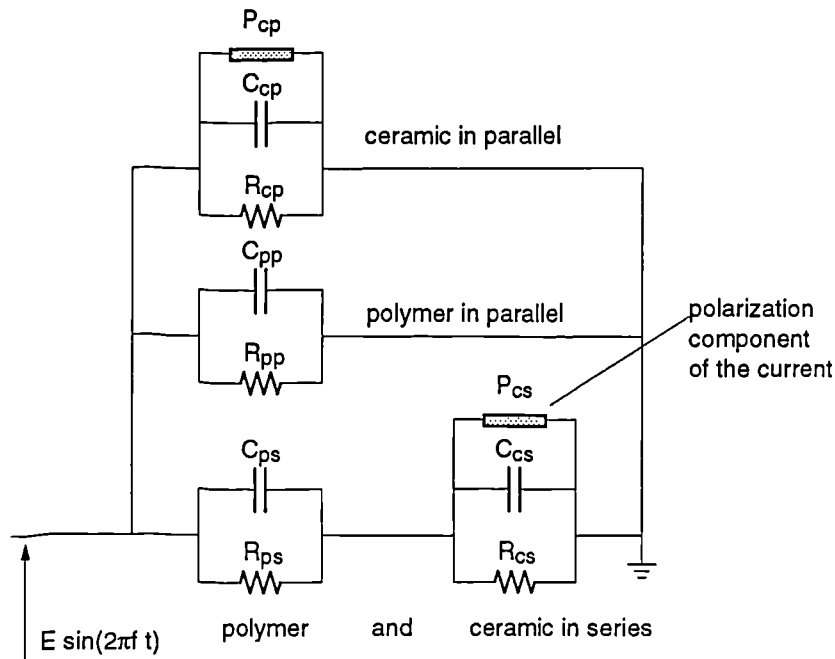 Pcp
Ccp
ceramic in parallel
Rcp
Cpp
polymer in parallel
Rpp
polarization
component
of the current
Pcs
Cps
Ccs
Rps
Rcs
E sin(2πf t)
polymer and ceramic in series